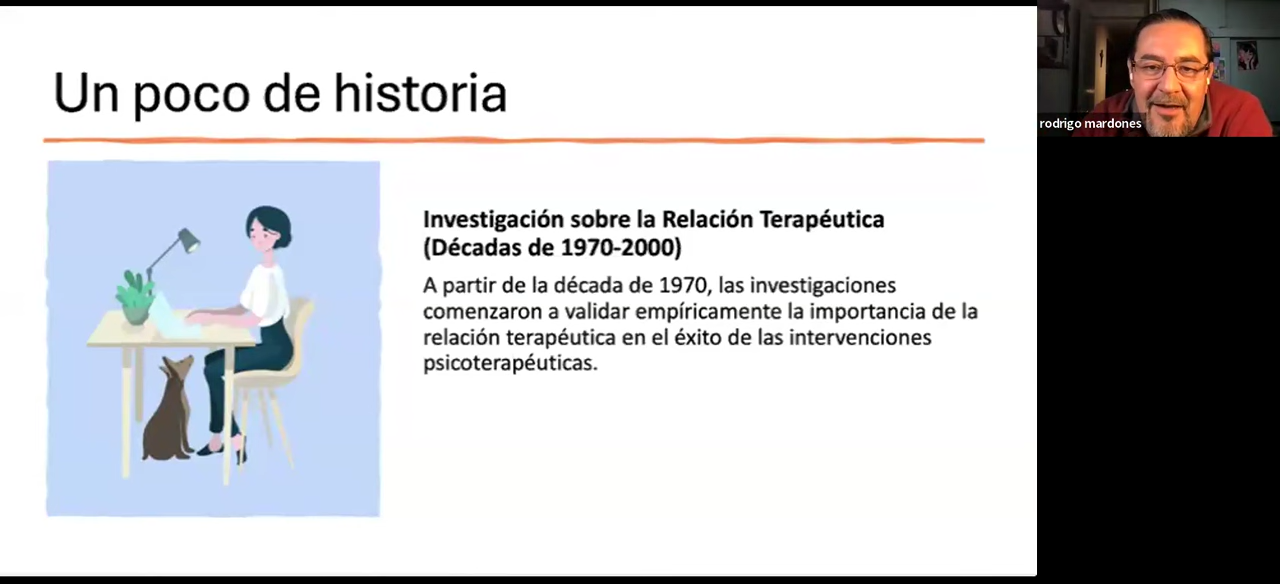 Un poco de historia
Investigación sobre la Relación Terapéutica
(Décadas de 1970-2000)
A partir de la década de 1970, las investigaciones
comenzaron a validar empíricamente la importancia de la
relación terapéutica en el éxito de las intervenciones
psicoterapéuticas.
rodrigo mardones